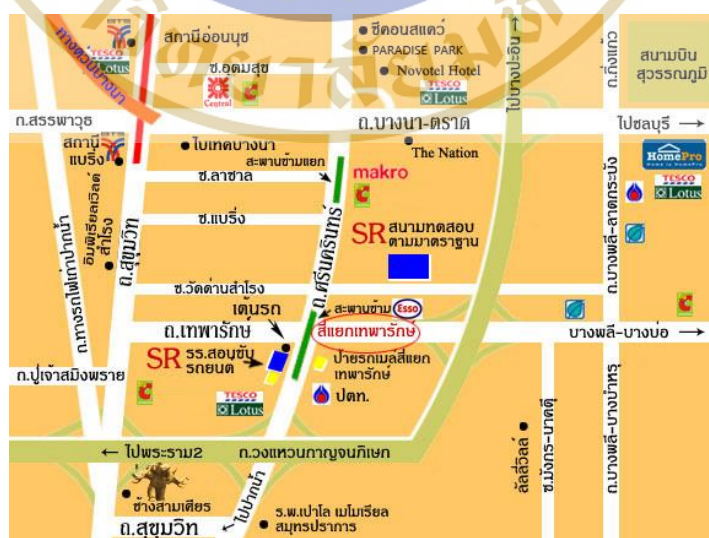 สถานีอ่อนนุช
ซีคอนสแควร์
PARADISE PARK
Novotel Hotel
ซ.อุดมสุข
TESCO
Lotus
Central
TESCO
Lotus
ทางด่วนบางนา
ไปบางปะอิน
ถ.กิ่งแก้ว
สนามบิน
สุวรรณภูมิ
ถ.สรรพาวุธ
ถ.บางนา-ตราด
ไปชลบุรี
สถานี
แบริ่ง
ไบเทคบางนา
สะพานข้ามแยก
The Nation
HomePro
ซ.ลาซาล
makro
TESCO
Lotus
ซ.แบริ่ง
SR สนามทดสอบ
ตามมาตราฐาน
อิมพีเรียลเวิลด์
สำโรง
ถ.สุขุมวิท
ถ.ศรีนครินทร์
ถ.ทางรถไฟเก่าปากน้ำ
ถ.บางพลี-ลาดกระบัง
ซ.วัดด่านสำโรง
เต้นรถ
สะพานข้าม
Esso
ถ.เทพารักษ์
สี่แยกเทพารักษ์
บางพลี-บางบ่อ
SR รร.สอนขับ
รถยนต์
ป้ายรถเมล์สี่แยก
เทพารักษ์
ถ.ปู่เจ้าสมิงพราย
TESCO
Lotus
ปตท.
ลัลลี่วิลล์
ซ.มังกร-นาคดี
ไปพระราม2
ถ.วงแหวนกาญจนภิเษก
ช้างสามเศียร
ไปปากน้ำ
ร.พ.เปาโล เมโมเรียล
สมุทรปราการ
ถ.สุขุมวิท